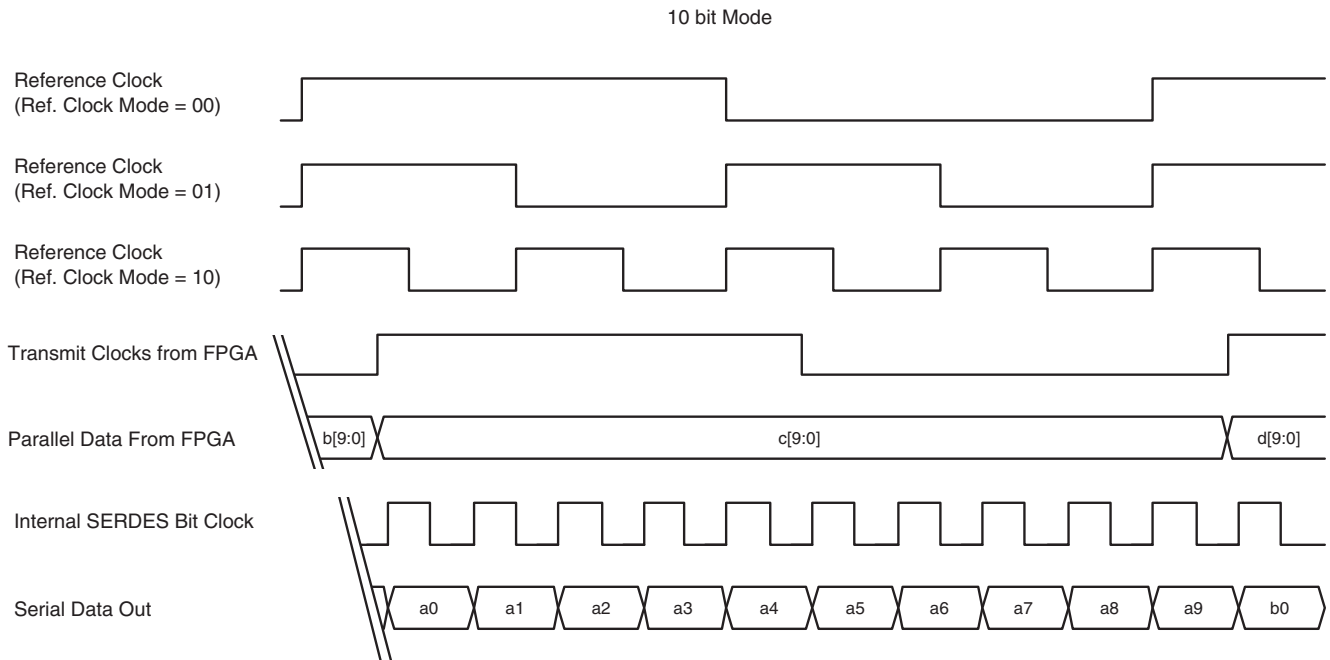 10 bit Mode
Reference Clock
(Ref. Clock Mode = 00)
Reference Clock
(Ref. Clock Mode = 01)
Reference Clock
(Ref. Clock Mode = 10)
Transmit Clocks from FPGA
Parallel Data From FPGA
b[9:0]
c[9:0]
d[9:0]
Internal SERDES Bit Clock
Serial Data Out
a0 a1 a2 a3 a4 a5 a6 a7 a8 a9 b0